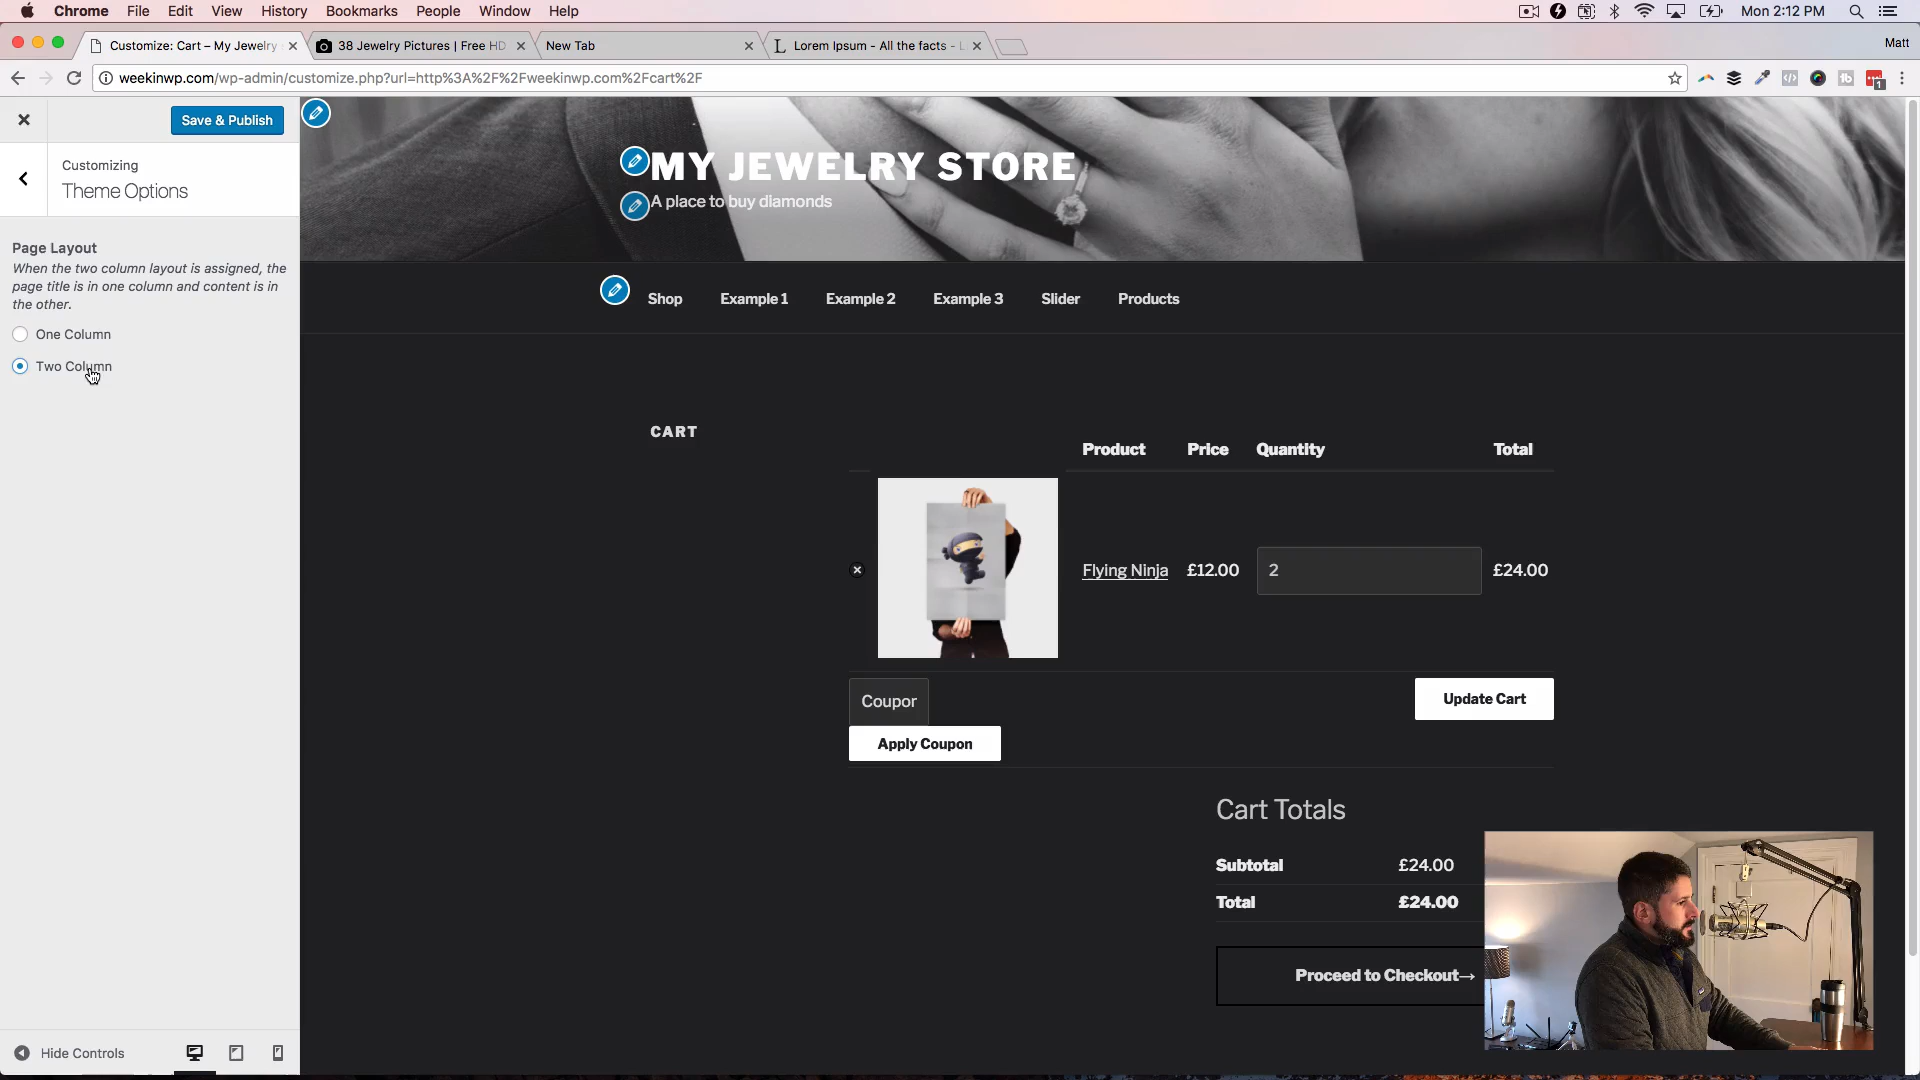 Chrome File Edit View History Bookmarks People Window Help Mon 2:12 PM
Customize: Cart – My Jewelry 38 Jewelry Pictures | Free HD New Tab Lorem Ipsum - All the facts - Matt
weekinwp.com/wp-admin/customize.php?url=http%3A%2F%2Fweekinwp.com%2Fcart%2F
Save & Publish
Customizing
Theme Options
Page Layout
When the two column layout is assigned, the
page title is in one column and content is in
the other.
One Column
Two Column
Hide Controls
MY JEWELRY STORE
A place to buy diamonds
Shop Example 1 Example 2 Example 3 Slider Products
CART
Product Price Quantity Total
Flying Ninja £12.00 2 £24.00
Coupor Update Cart
Apply Coupon
Cart Totals
Subtotal £24.00
Total £24.00
Proceed to Checkout→